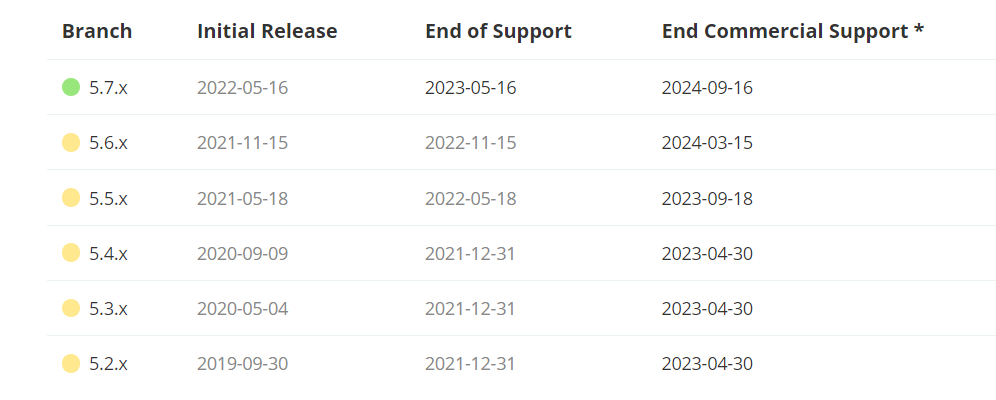 Branch Initial Release End of Support End Commercial Support *
5.7.x 2022-05-16 2023-05-16 2024-09-16
5.6.x 2021-11-15 2022-11-15 2024-03-15
5.5.x 2021-05-18 2022-05-18 2023-09-18
5.4.x 2020-09-09 2021-12-31 2023-04-30
5.3.x 2020-05-04 2021-12-31 2023-04-30
5.2.x 2019-09-30 2021-12-31 2023-04-30